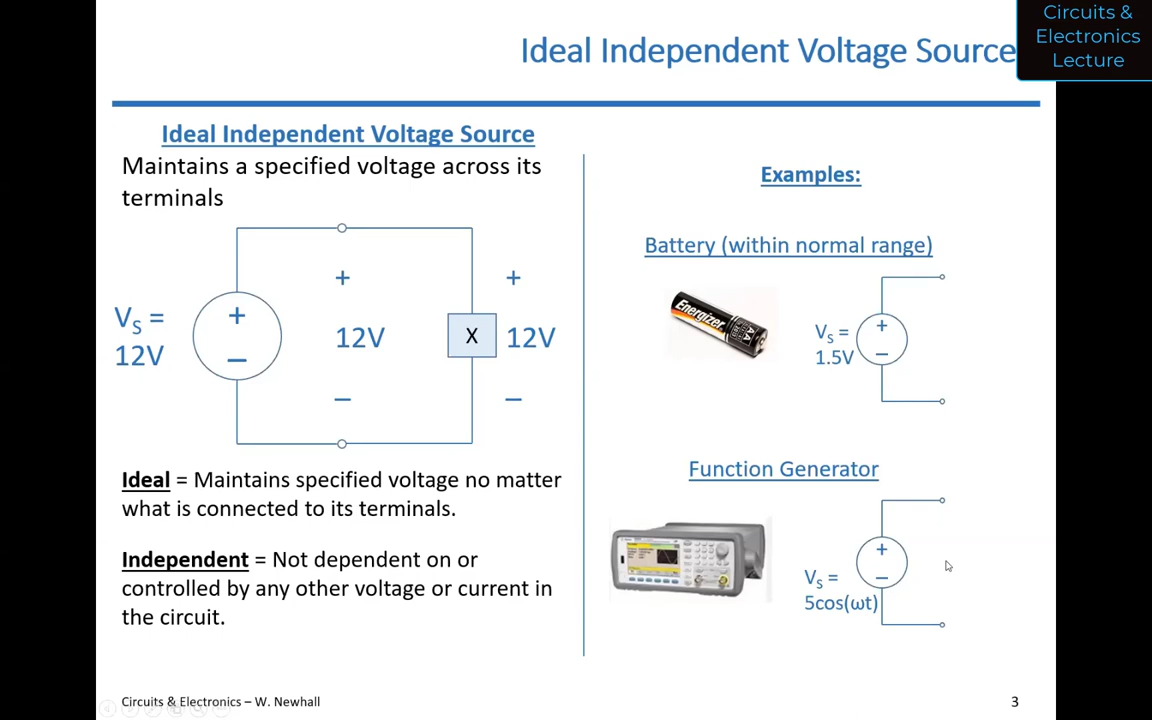 Circuits &
Electronics
Lecture
Ideal Independent Voltage Source
Ideal Independent Voltage Source
Maintains a specified voltage across its
terminals
VS =
12V
+
–
+
12V
–
X
+
12V
–
Ideal = Maintains specified voltage no matter
what is connected to its terminals.
Independent = Not dependent on or
controlled by any other voltage or current in
the circuit.
Examples:
Battery (within normal range)
Energizer
AA
VS =
1.5V
+
–
Function Generator
VS =
5cos(ωt)
+
–
Circuits & Electronics – W. Newhall
3